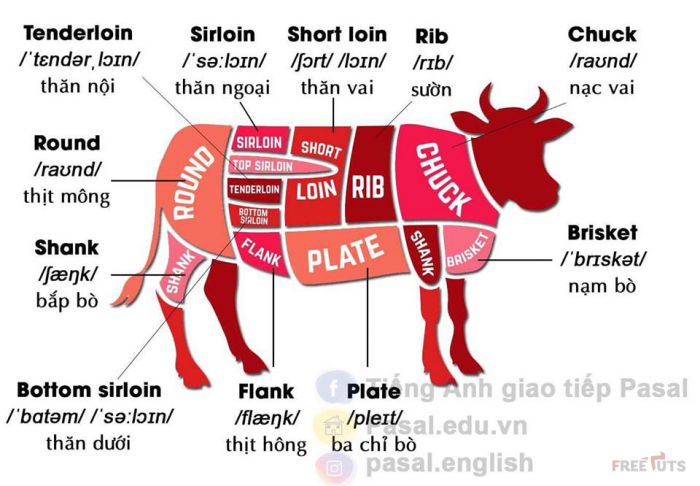 Tenderloin
/ˈtɛndərˌlɔɪn/
thăn nội
Sirloin
/ˈsəːlɔɪn/
thăn ngoại
Short loin
/ʃɔrt/ /lɔɪn/
thăn vai
Rib
/rɪb/
sườn
Chuck
/raʊnd/
nạc vai
Round
/raʊnd/
thịt mông
Shank
/ʃæŋk/
bắp bò
ROUND
SIRLOIN
TOP SIRLOIN
TENDERLOIN
BOTTOM
SIRLOIN
SHORT
LOIN
RIB
CHUCK
SHANK
FLANK
PLATE
SHANK
BRISKET
Brisket
/ˈbrɪskət/
nạm bò
Bottom sirloin
/ˈbɑtəm/ /ˈsəːlɔɪn/
thăn dưới
Flank
/flæŋk/
thịt hông
Plate
/pleɪt/
ba chỉ bò
Tiếng Anh giao tiếp Pasal
Pasal.edu.vn
pasal.english
FREETUTS